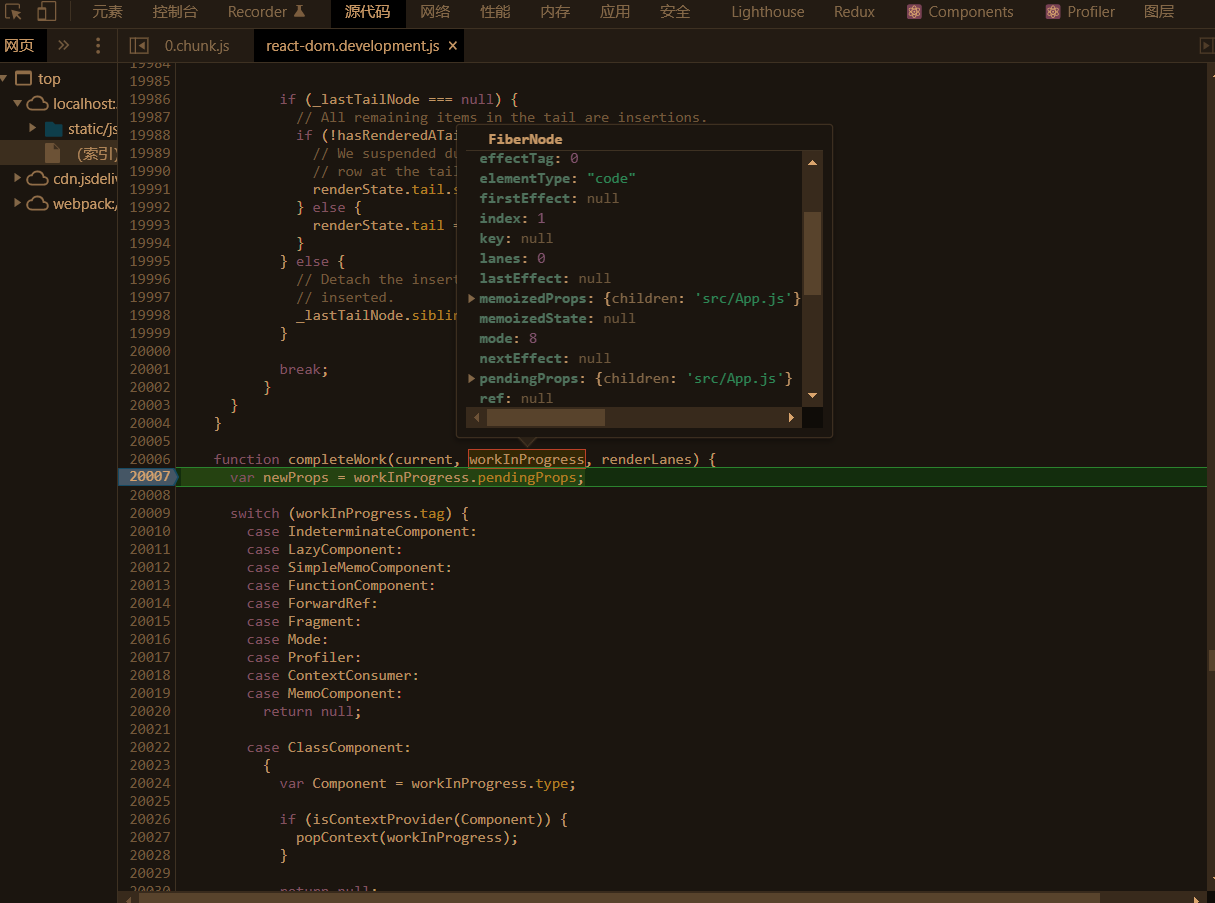 元素 控制台 Recorder 源代码 网络 性能 内存 应用 安全 Lighthouse Redux Components Profiler 图层
网页 0.chunk.js react-dom.development.js ×
top
localhost:
static/js
(索引)
cdn.jsdeliv
webpack:/
19984
19985
19986 if (_lastTailNode === null) {
19987 // All remaining items in the tail are insertions.
19988 if (!hasRenderedATai
19989 // We suspended du
19990 // row at the tail
19991 renderState.tail.s
19992 } else {
19993 renderState.tail =
19994 }
19995 } else {
19996 // Detach the insert
19997 // inserted.
19998 _lastTailNode.siblin
19999 }
20000
20001 break;
20002 }
20003 }
20004 }
20005
20006 function completeWork(current, workInProgress, renderLanes) {
20007 var newProps = workInProgress.pendingProps;
20008
20009 switch (workInProgress.tag) {
20010 case IndeterminateComponent:
20011 case LazyComponent:
20012 case SimpleMemoComponent:
20013 case FunctionComponent:
20014 case ForwardRef:
20015 case Fragment:
20016 case Mode:
20017 case Profiler:
20018 case ContextConsumer:
20019 case MemoComponent:
20020 return null;
20021
20022 case ClassComponent:
20023 {
20024 var Component = workInProgress.type;
20025
20026 if (isContextProvider(Component)) {
20027 popContext(workInProgress);
20028 }
20029
20030 return null;
FiberNode
effectTag: 0
elementType: "code"
firstEffect: null
index: 1
key: null
lanes: 0
lastEffect: null
memoizedProps: {children: 'src/App.js'}
memoizedState: null
mode: 8
nextEffect: null
pendingProps: {children: 'src/App.js'}
ref: null